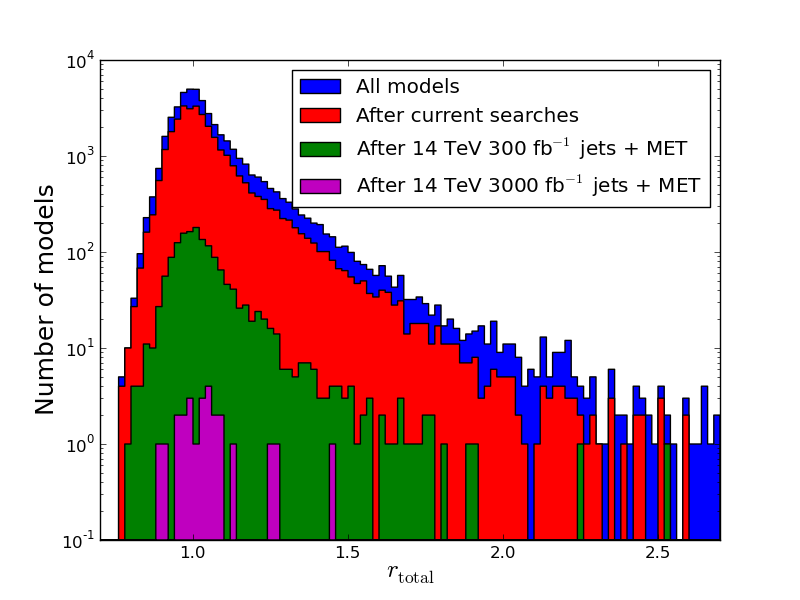 10^4
10^3
10^2
10^1
10^0
10^-1
Number of models
All models
After current searches
After 14 TeV 300 fb^−1 jets + MET
After 14 TeV 3000 fb^−1 jets + MET
1.0 1.5 2.0 2.5
r_total